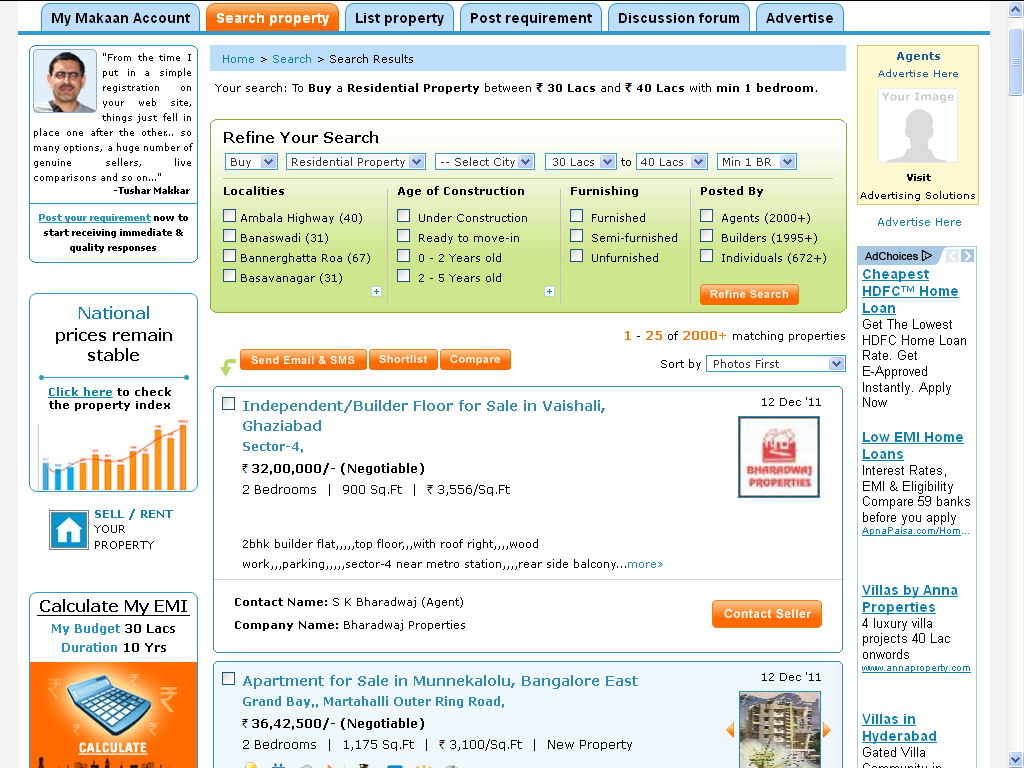 My Makaan Account
Search property
List property
Post requirement
Discussion forum
Advertise
"From the time I
put in a simple
registration on
your web site,
things just fell in
place one after the other... so
many options, a huge number of
genuine sellers, live
comparisons and so on..."
-Tushar Makkar
Post your requirement now to
start receiving immediate &
quality responses
National
prices remain
stable
Click here to check
the property index
SELL / RENT
YOUR
PROPERTY
Calculate My EMI
My Budget 30 Lacs
Duration 10 Yrs
CALCULATE
Home > Search > Search Results
Your search: To Buy a Residential Property between ₹ 30 Lacs and ₹ 40 Lacs with min 1 bedroom.
Refine Your Search
Buy Residential Property -- Select City 30 Lacs to 40 Lacs Min 1 BR
Localities
Ambala Highway (40)
Banaswadi (31)
Bannerghatta Roa (67)
Basavanagar (31)
Age of Construction
Under Construction
Ready to move-in
0 - 2 Years old
2 - 5 Years old
Furnishing
Furnished
Semi-furnished
Unfurnished
Posted By
Agents (2000+)
Builders (1995+)
Individuals (672+)
Refine Search
1 - 25 of 2000+ matching properties
Send Email & SMS
Shortlist
Compare
Sort by Photos First
Independent/Builder Floor for Sale in Vaishali,
Ghaziabad
Sector-4,
₹ 32,00,000/- (Negotiable)
2 Bedrooms | 900 Sq.Ft | ₹ 3,556/Sq.Ft
12 Dec '11
BHARADWAJ
PROPERTIES
2bhk builder flat,,,,,top floor,,,with roof right,,,,wood
work,,,parking,,,,,sector-4 near metro station,,,,rear side balcony...more»
Contact Name: S K Bharadwaj (Agent)
Company Name: Bharadwaj Properties
Contact Seller
Apartment for Sale in Munnekalolu, Bangalore East
Grand Bay,, Martahalli Outer Ring Road,
₹ 36,42,500/- (Negotiable)
2 Bedrooms | 1,175 Sq.Ft | ₹ 3,100/Sq.Ft | New Property
12 Dec '11
Agents
Advertise Here
Your Image
Visit
Advertising Solutions
Advertise Here
AdChoices
Cheapest
HDFC™ Home
Loan
Get The Lowest
HDFC Home Loan
Rate. Get
E-Approved
Instantly. Apply
Now
Low EMI Home
Loans
Interest Rates,
EMI & Eligibility
Compare 59 banks
before you apply
ApnaPaisa.com/Hom...
Villas by Anna
Properties
4 luxury villa
projects 40 Lac
onwords
www.annaproperty.com
Villas in
Hyderabad
Gated Villa
Community in